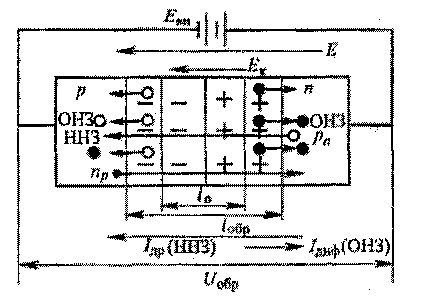 Eвн
E
Eк
p
n
ОНЗ
ОНЗ
ННЗ
pn
np
l0
lобр
Iдр (ННЗ)
Iдиф (ОНЗ)
Uобр